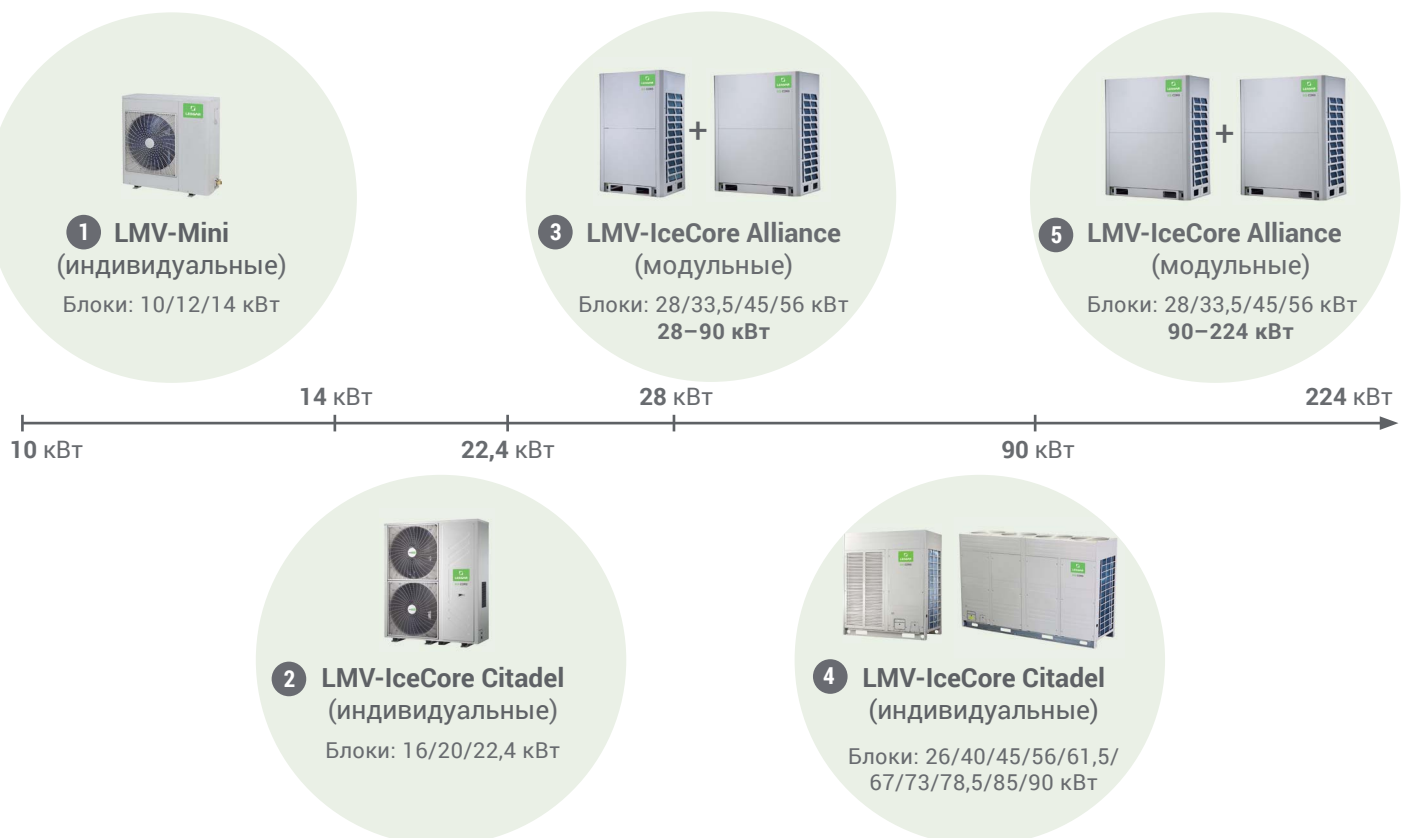 1 LMV-Mini
(индивидуальные)
Блоки: 10/12/14 кВт
3 LMV-IceCore Alliance
(модульные)
Блоки: 28/33,5/45/56 кВт
28–90 кВт
5 LMV-IceCore Alliance
(модульные)
Блоки: 28/33,5/45/56 кВт
90–224 кВт
+
+
14 кВт
28 кВт
224 кВт
10 кВт
22,4 кВт
90 кВт
2 LMV-IceCore Citadel
(индивидуальные)
Блоки: 16/20/22,4 кВт
4 LMV-IceCore Citadel
(индивидуальные)
Блоки: 26/40/45/56/61,5/
67/73/78,5/85/90 кВт